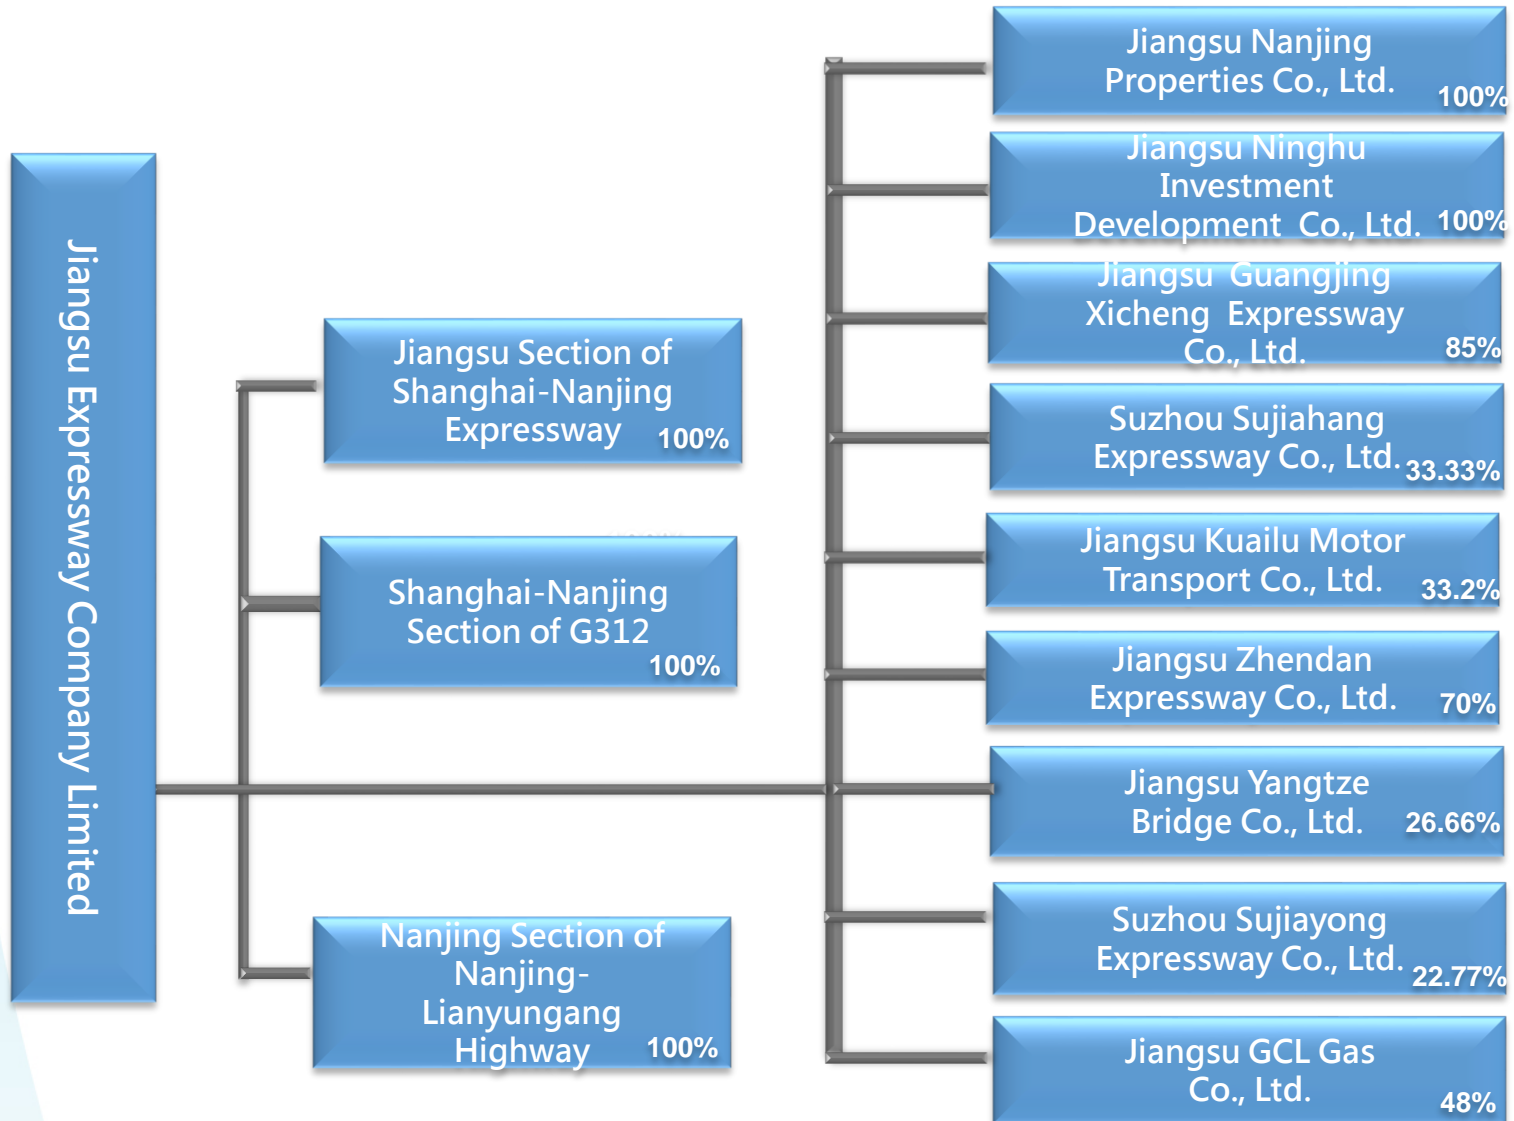 Jiangsu Expressway Company Limited
Jiangsu Section of
Shanghai-Nanjing
Expressway
100%
Shanghai-Nanjing
Section of G312
100%
Nanjing Section of
Nanjing-
Lianyungang
Highway
100%
Jiangsu Nanjing
Properties Co., Ltd.
100%
Jiangsu Ninghu
Investment
Development Co., Ltd.
100%
Jiangsu Guangjing
Xicheng Expressway
Co., Ltd.
85%
Suzhou Sujiahang
Expressway Co., Ltd.
33.33%
Jiangsu Kuailu Motor
Transport Co., Ltd.
33.2%
Jiangsu Zhendan
Expressway Co., Ltd.
70%
Jiangsu Yangtze
Bridge Co., Ltd.
26.66%
Suzhou Sujiayong
Expressway Co., Ltd.
22.77%
Jiangsu GCL Gas
Co., Ltd.
48%